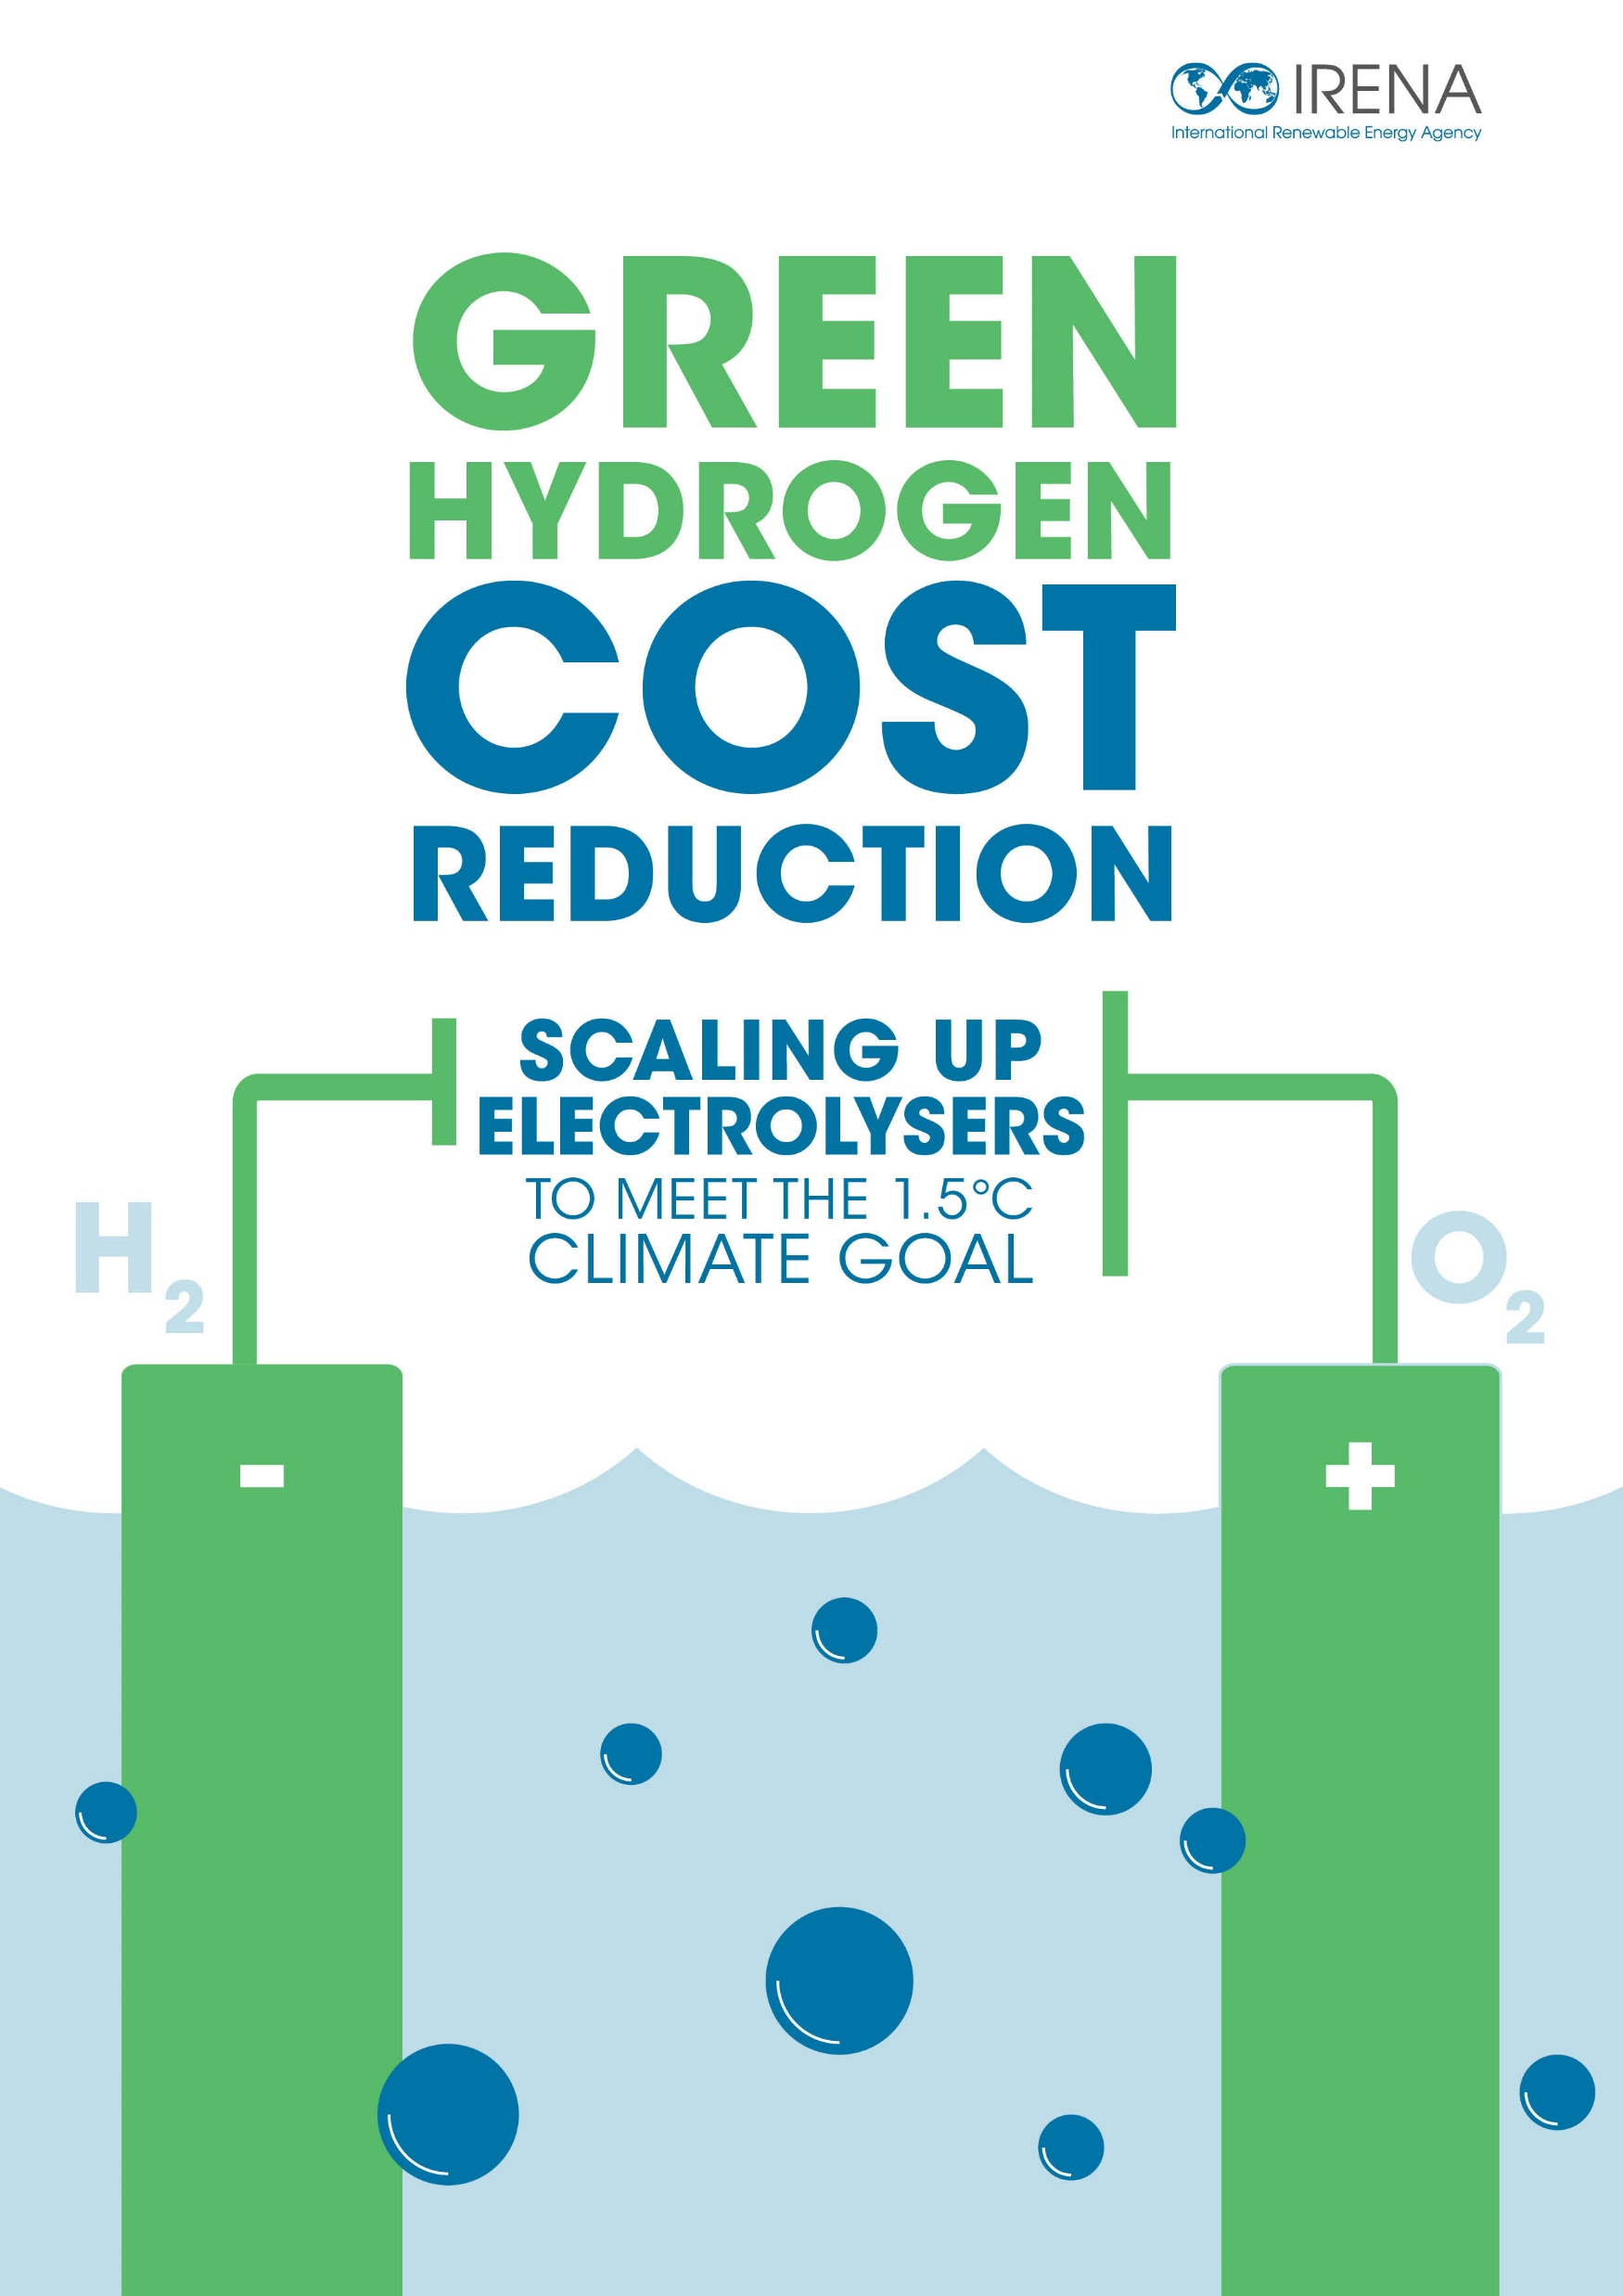 IRENA
International Renewable Energy Agency
GREEN
HYDROGEN
COST
REDUCTION
SCALING UP
ELECTROLYSERS
TO MEET THE 1.5°C
CLIMATE GOAL
H₂
O₂
-
+